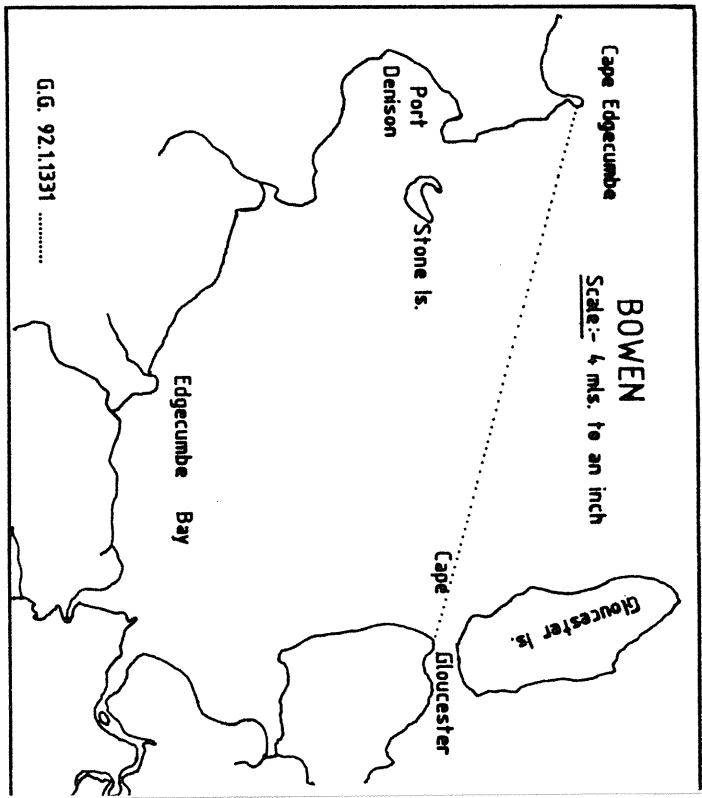 BOWEN
Scale:- 4 mls. to an inch
Cape Edgecumbe
Port
Denison
Stone Is.
Gloucester Is.
Cape Gloucester
Edgecumbe Bay
G.G. 92.1.1331 ............